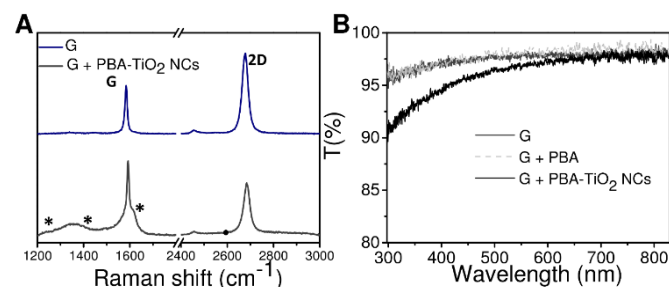 A
G
G + PBA-TiO₂ NCs
G
2D
*
*
*
1200 1400 1600 2400 2600 2800 3000
Raman shift (cm⁻¹)
B
100
95
90
85
80
T(%)
G
G + PBA
G + PBA-TiO₂ NCs
300 400 500 600 700 800
Wavelength (nm)